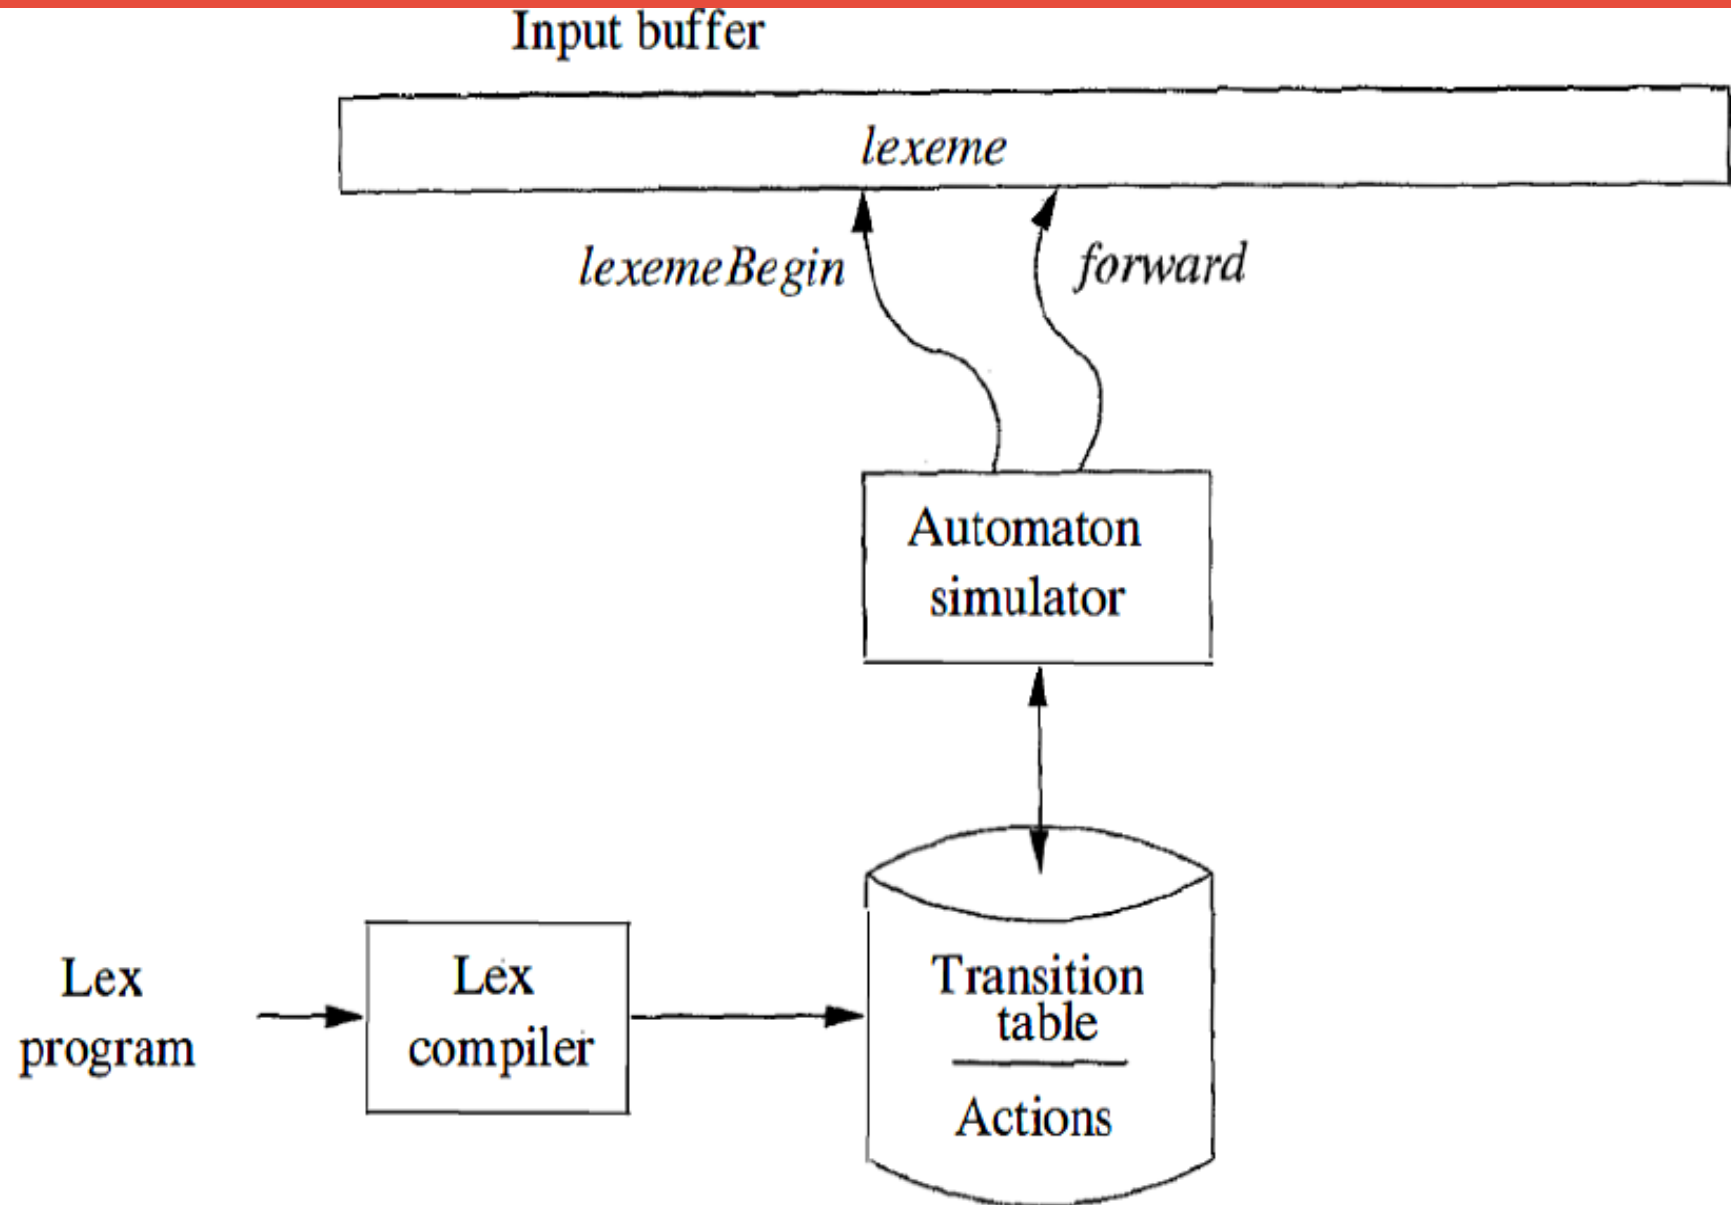 Input buffer
lexeme
lexemeBegin
forward
Automaton
simulator
Lex
program
Lex
compiler
Transition
table
Actions